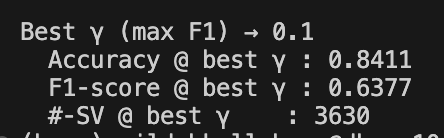 Best γ (max F1) → 0.1
Accuracy @ best γ : 0.8411
F1-score @ best γ : 0.6377
#-SV @ best γ : 3630